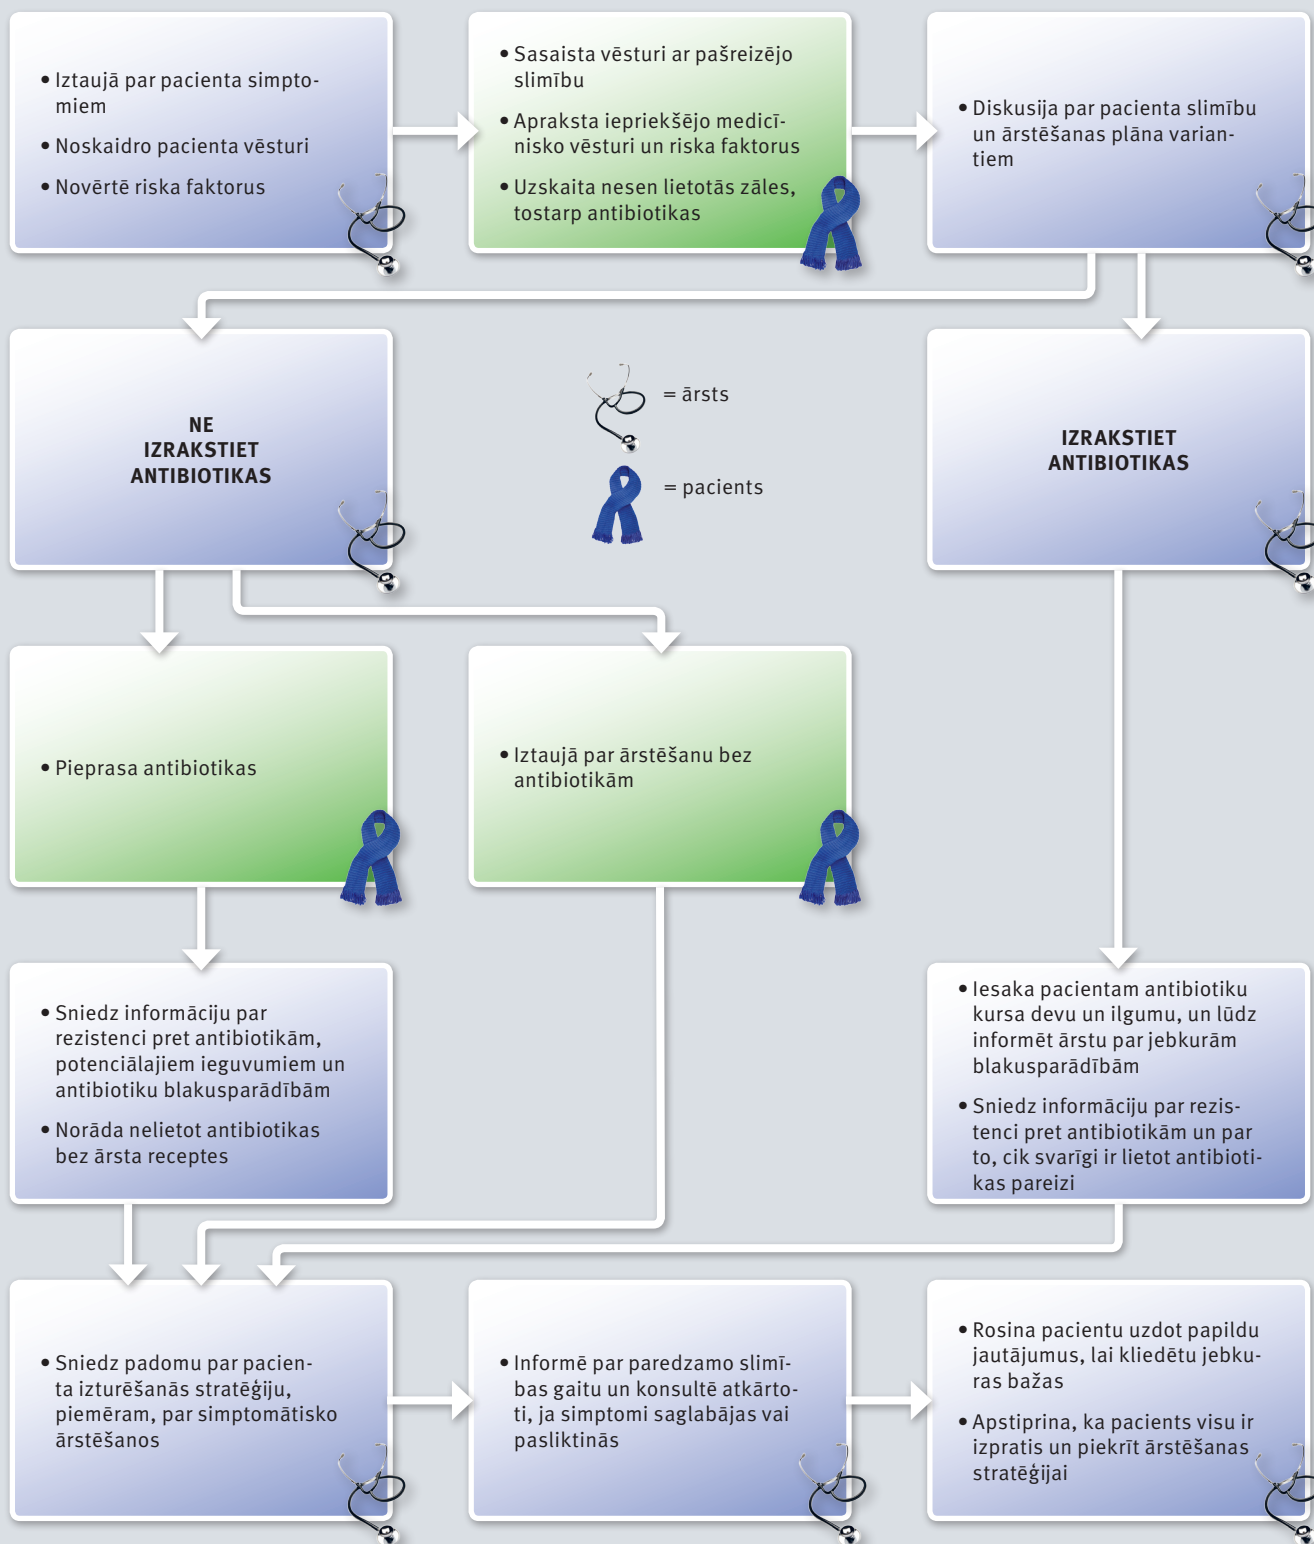 • Iztaujā par pacienta simpto-
miem
• Noskaidro pacienta vēsturi
• Novērtē riska faktorus
• Sasaista vēsturi ar pašreizējo
slimību
• Apraksta iepriekšējo medicī-
nisko vēsturi un riska faktorus
• Uzskaita nesen lietotās zāles,
tostarp antibiotikas
• Diskusija par pacienta slimību
un ārstēšanas plāna varian-
tiem
NE
IZRAKSTIET
ANTIBIOTIKAS
= ārsts
= pacients
IZRAKSTIET
ANTIBIOTIKAS
• Pieprasa antibiotikas
• Iztaujā par ārstēšanu bez
antibiotikām
• Sniedz informāciju par
rezistenci pret antibiotikām,
potenciālajiem ieguvumiem un
antibiotiku blakusparādībām
• Norāda nelietot antibiotikas
bez ārsta receptes
• Iesaka pacientam antibiotiku
kursa devu un ilgumu, un lūdz
informēt ārstu par jebkurām
blakusparādībām
• Sniedz informāciju par rezis-
tenci pret antibiotikām un par
to, cik svarīgi ir lietot antibioti-
kas pareizi
• Sniedz padomu par pacien-
ta izturēšanās stratēģiju,
piemēram, par simptomātisko
ārstēšanos
• Informē par paredzamo slimī-
bas gaitu un konsultē atkārto-
ti, ja simptomi saglabājas vai
pasliktinās
• Rosina pacientu uzdot papildu
jautājumus, lai kliedētu jebku-
ras bažas
• Apstiprina, ka pacients visu ir
izpratis un piekrīt ārstēšanas
stratēģijai